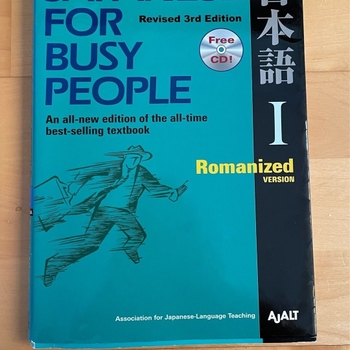 FOR
BUSY
PEOPLE
Revised 3rd Edition
Free
CD!
An all-new edition of the all-time
best-selling textbook
日本語
I
Romanized
VERSION
Association for Japanese-Language Teaching
AJALT